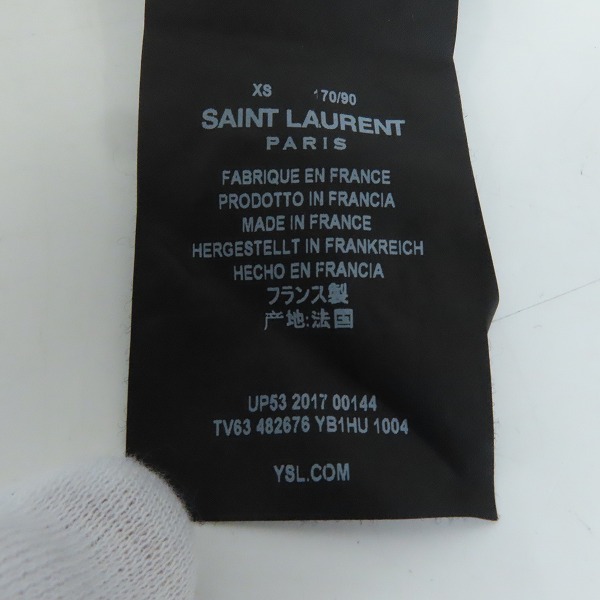 XS 170/90
SAINT LAURENT
PARIS
FABRIQUE EN FRANCE
PRODOTTO IN FRANCIA
MADE IN FRANCE
HERGESTELLT IN FRANKREICH
HECHO EN FRANCIA
フランス製
产地:法国
UP53 2017 00144
TV63 482676 YB1HU 1004
YSL.COM